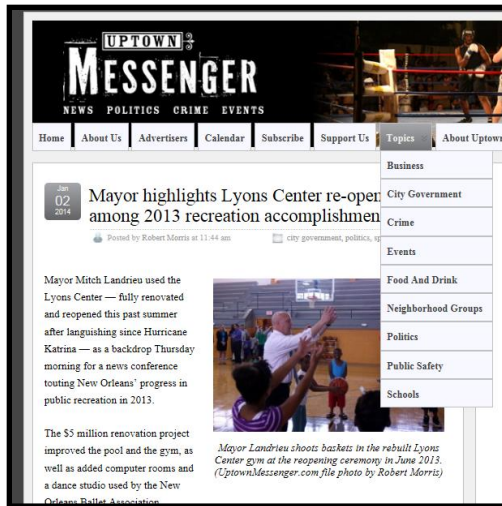 UPTOWN
MESSENGER
NEWS POLITICS CRIME EVENTS
Home About Us Advertisers Calendar Subscribe Support Us Topics About Uptown
Business
City Government
Crime
Events
Food And Drink
Neighborhood Groups
Politics
Public Safety
Schools
Jan
02
2014
Mayor highlights Lyons Center re-open
among 2013 recreation accomplishmen
Posted by Robert Morris at 11:44 am city government, politics, sp
Mayor Mitch Landrieu used the
Lyons Center — fully renovated
and reopened this past summer
after languishing since Hurricane
Katrina — as a backdrop Thursday
morning for a news conference
touting New Orleans’ progress in
public recreation in 2013.
The $5 million renovation project
improved the pool and the gym, as
well as added computer rooms and
a dance studio used by the New
Orleans Ballet Association
Mayor Landrieu shoots baskets in the rebuilt Lyons
Center gym at the reopening ceremony in June 2013.
(UptownMessenger.com file photo by Robert Morris)